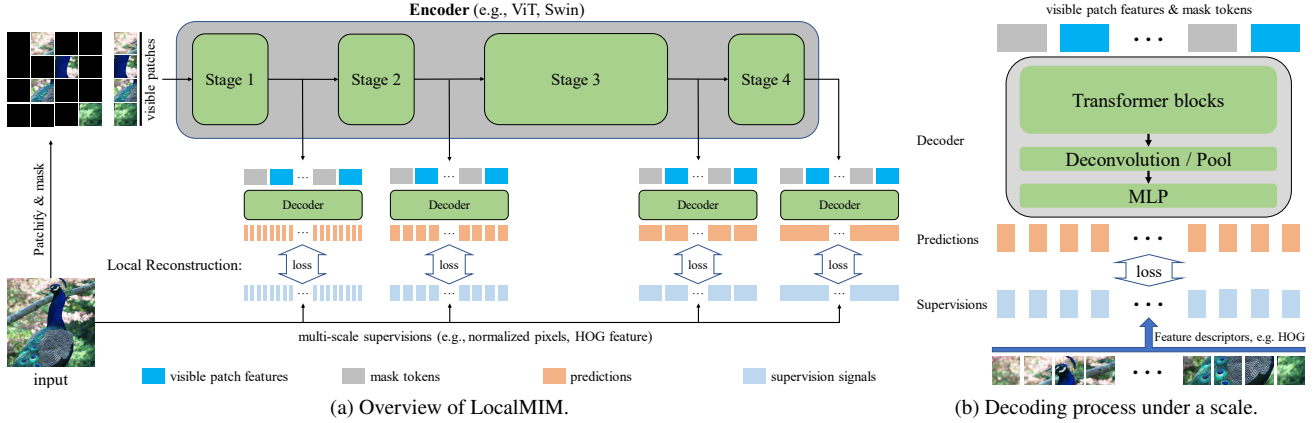 Encoder (e.g., ViT, Swin)
visible patches
Stage 1
Stage 2
Stage 3
Stage 4
Patchify & mask
...
...
...
...
Decoder
Decoder
Decoder
Decoder
...
...
...
...
Local Reconstruction:
loss
loss
loss
loss
...
...
...
...
multi-scale supervisions (e.g., normalized pixels, HOG feature)
input
visible patch features
mask tokens
predictions
supervision signals
(a) Overview of LocalMIM.
visible patch features & mask tokens
...
Decoder
Transformer blocks
Deconvolution / Pool
MLP
Predictions
...
loss
Supervisions
...
Feature descriptors, e.g. HOG
...
(b) Decoding process under a scale.